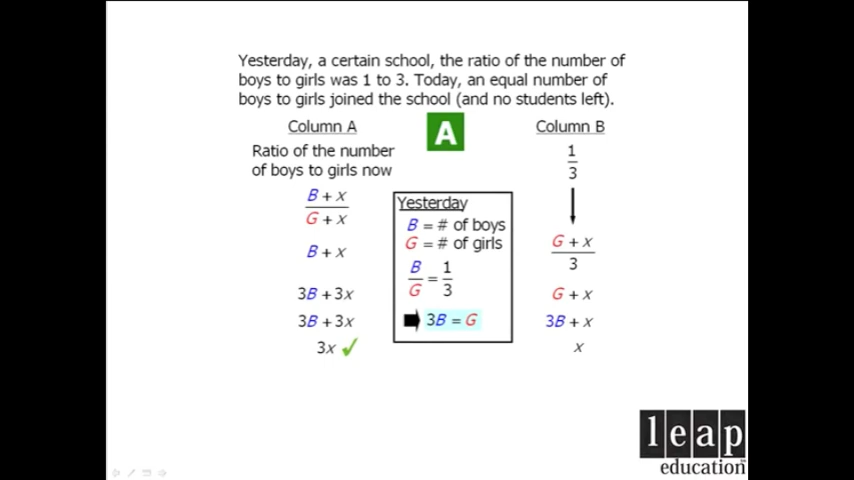 Yesterday, a certain school, the ratio of the number of
boys to girls was 1 to 3. Today, an equal number of
boys to girls joined the school (and no students left).
Column A
A
Column B
Ratio of the number
of boys to girls now
B + x
G + x
B + x
3B + 3x
3B + 3x
3x
Yesterday
B = # of boys
G = # of girls
B/G = 1/3
3B = G
1
3
G + x
3
G + x
3B + x
x
leap
education